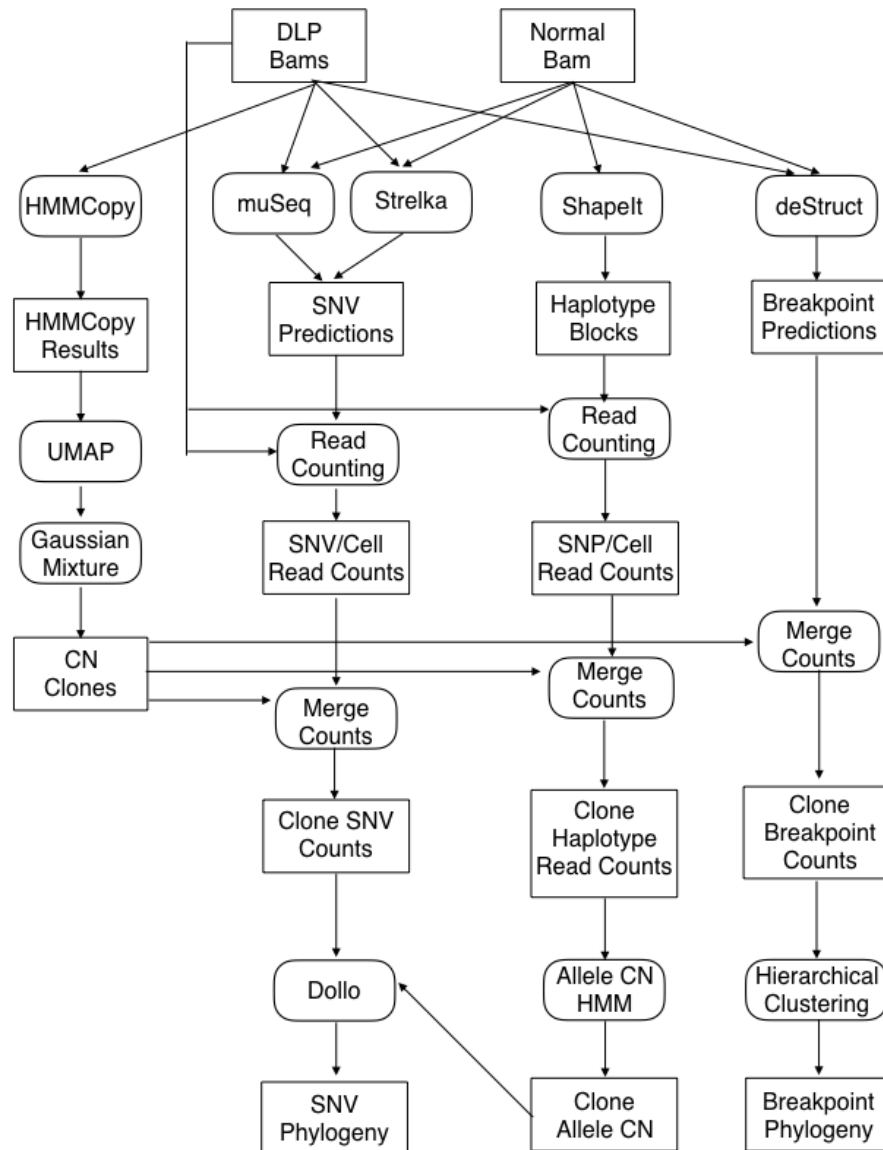 DLP
Bams
Normal
Bam
HMMCopy
muSeq
Strelka
ShapeIt
deStruct
HMMCopy
Results
SNV
Predictions
Haplotype
Blocks
Breakpoint
Predictions
UMAP
Read
Counting
Read
Counting
Gaussian
Mixture
SNV/Cell
Read Counts
SNP/Cell
Read Counts
CN
Clones
Merge
Counts
Merge
Counts
Merge
Counts
Clone SNV
Counts
Clone
Haplotype
Read Counts
Clone
Breakpoint
Counts
Dollo
Allele CN
HMM
Hierarchical
Clustering
SNV
Phylogeny
Clone
Allele CN
Breakpoint
Phylogeny